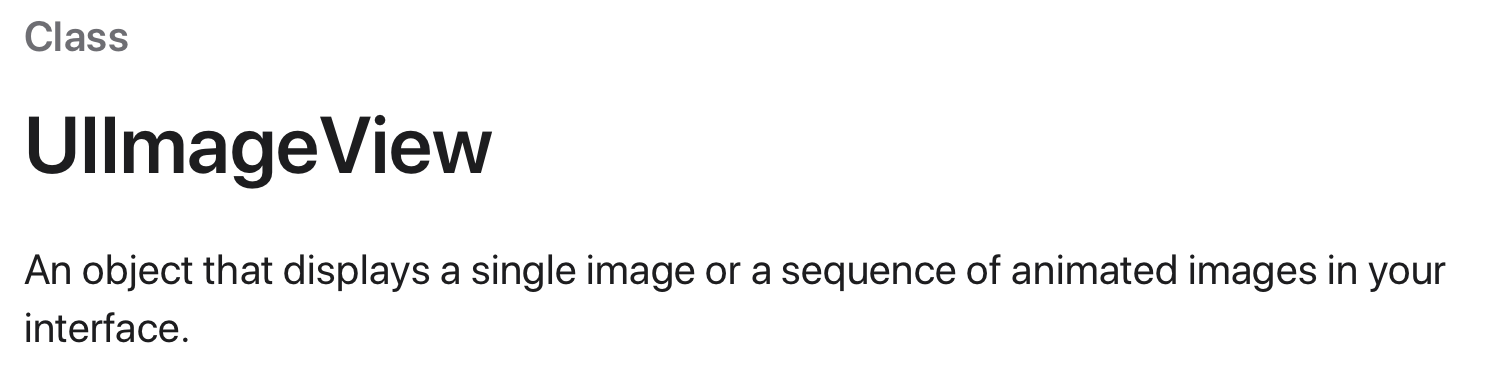 Class
UIImageView
An object that displays a single image or a sequence of animated images in your
interface.